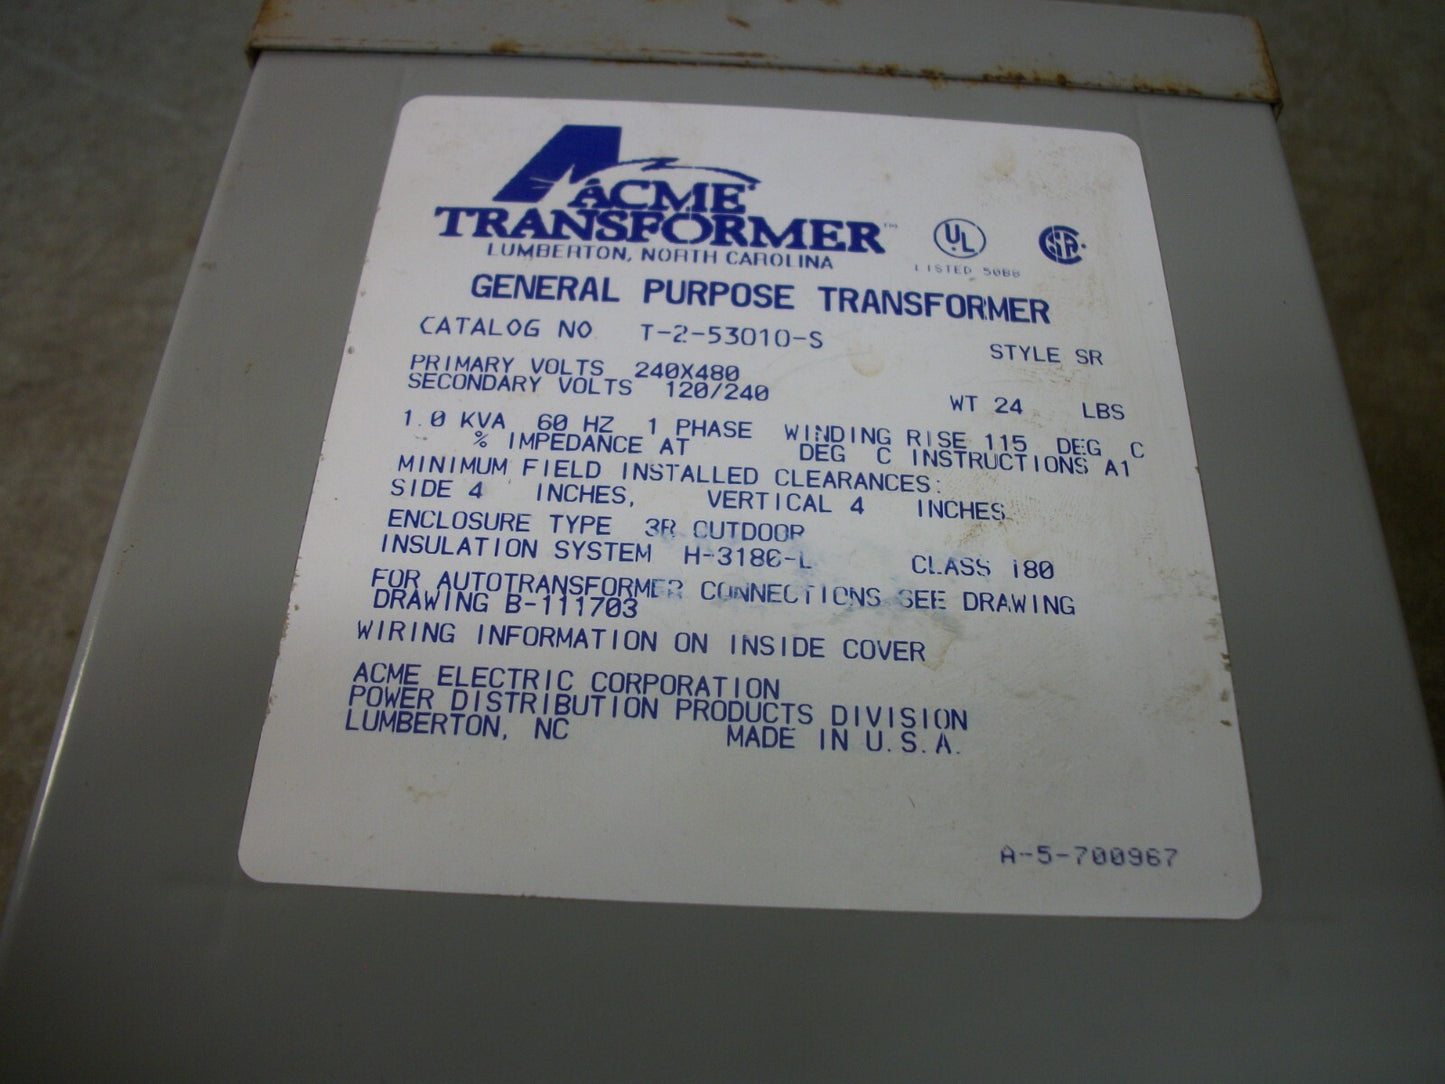 ACME
TRANSFORMER™
LUMBERTON, NORTH CAROLINA
UL
LISTED 50B8
GENERAL PURPOSE TRANSFORMER
CATALOG NO T-2-53010-S
STYLE SR
PRIMARY VOLTS 240X480
SECONDARY VOLTS 120/240
WT 24 LBS
1.0 KVA 60 HZ 1 PHASE WINDING RISE 115 DEG C
% IMPEDANCE AT DEG C INSTRUCTIONS A1
MINIMUM FIELD INSTALLED CLEARANCES:
SIDE 4 INCHES, VERTICAL 4 INCHES
ENCLOSURE TYPE 3R OUTDOOR
INSULATION SYSTEM H-3186-L CLASS 180
FOR AUTOTRANSFORMER CONNECTIONS SEE DRAWING
DRAWING B-111703
WIRING INFORMATION ON INSIDE COVER
ACME ELECTRIC CORPORATION
POWER DISTRIBUTION PRODUCTS DIVISION
LUMBERTON, NC MADE IN U.S.A.
A-5-700967